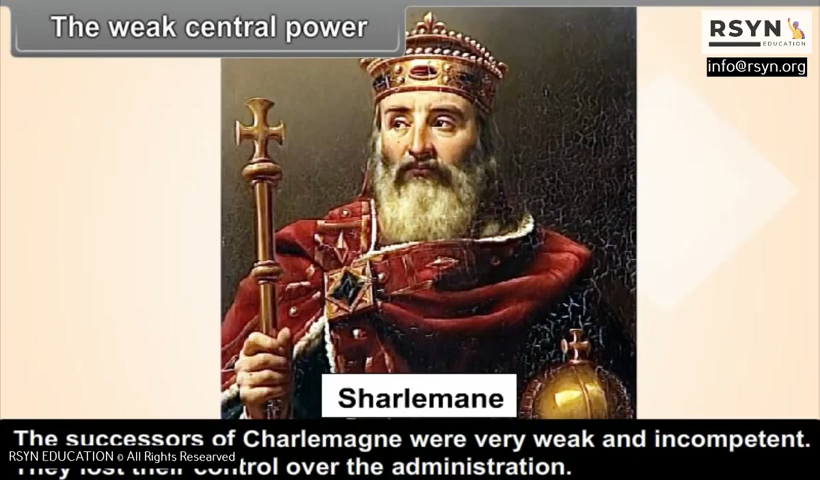 The weak central power
RSYN
EDUCATION
info@rsyn.org
Sharlemane
The successors of Charlemagne were very weak and incompetent.
They lost their control over the administration.
RSYN EDUCATION © All Rights Researved